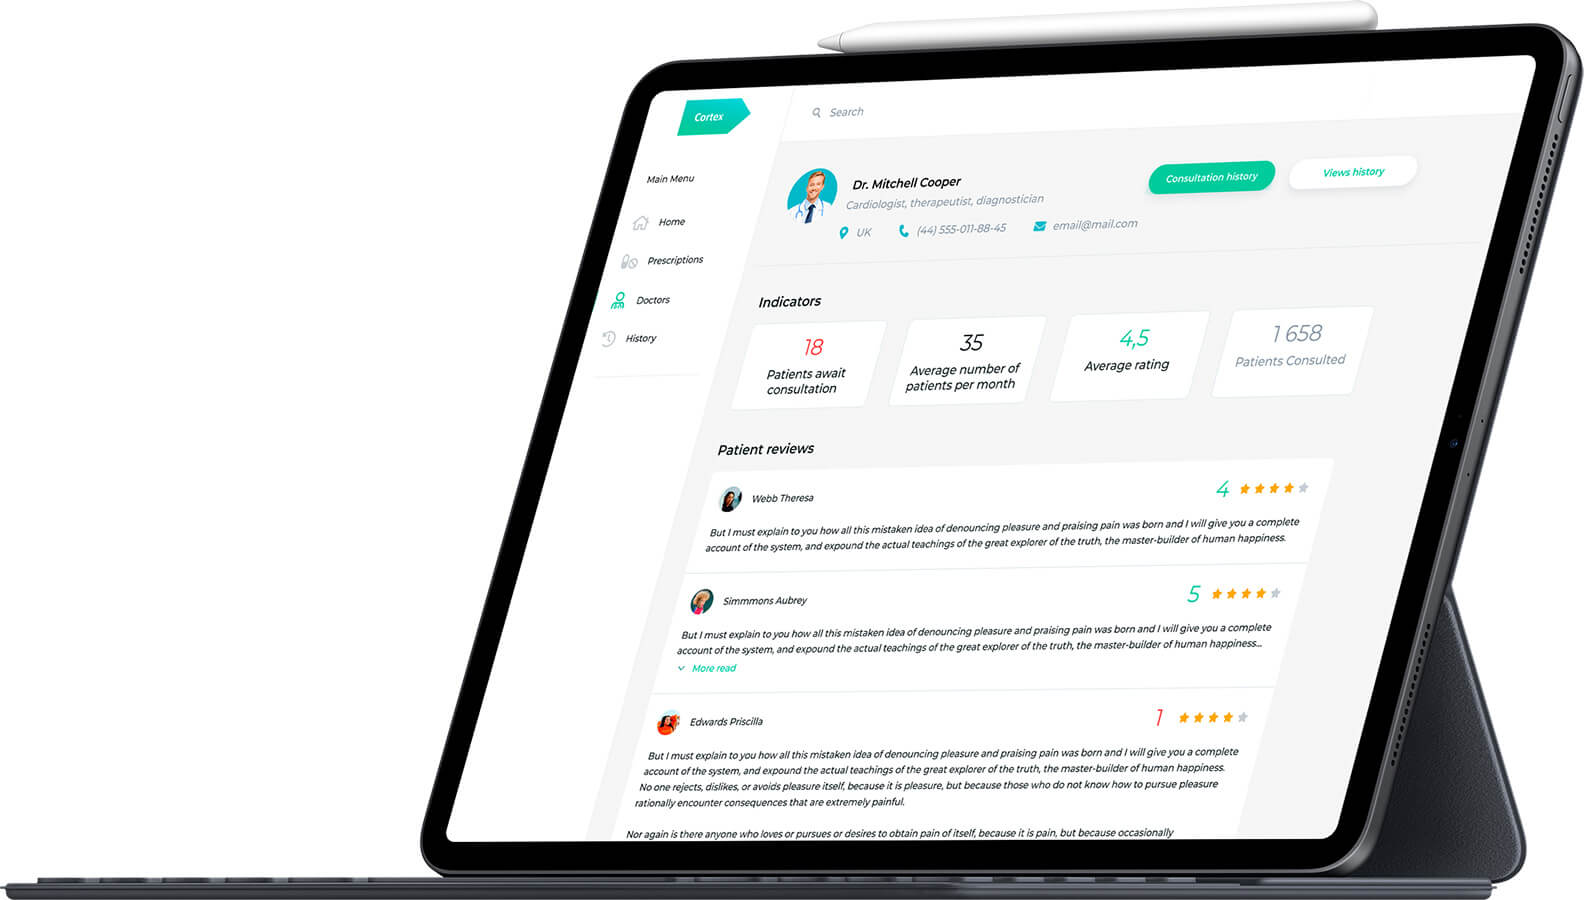 Cortex
Search
Main Menu
Home
Prescriptions
Doctors
History
Dr. Mitchell Cooper
Cardiologist, therapeutist, diagnostician
UK
(44) 555-011-88-45
email@mail.com
Consultation history
Views history
Indicators
18
Patients await
consultation
35
Average number of
patients per month
4,5
Average rating
1 658
Patients Consulted
Patient reviews
Webb Theresa
4
But I must explain to you how all this mistaken idea of denouncing pleasure and praising pain was born and I will give you a complete
account of the system, and expound the actual teachings of the great explorer of the truth, the master-builder of human happiness.
Simmmons Aubrey
5
But I must explain to you how all this mistaken idea of denouncing pleasure and praising pain was born and I will give you a complete
account of the system, and expound the actual teachings of the great explorer of the truth, the master-builder of human happiness...
More read
Edwards Priscilla
1
But I must explain to you how all this mistaken idea of denouncing pleasure and praising pain was born and I will give you a complete
account of the system, and expound the actual teachings of the great explorer of the truth, the master-builder of human happiness.
No one rejects, dislikes, or avoids pleasure itself, because it is pleasure, but because those who do not know how to pursue pleasure
rationally encounter consequences that are extremely painful.
Nor again is there anyone who loves or pursues or desires to obtain pain of itself, because it is pain, but because occasionally